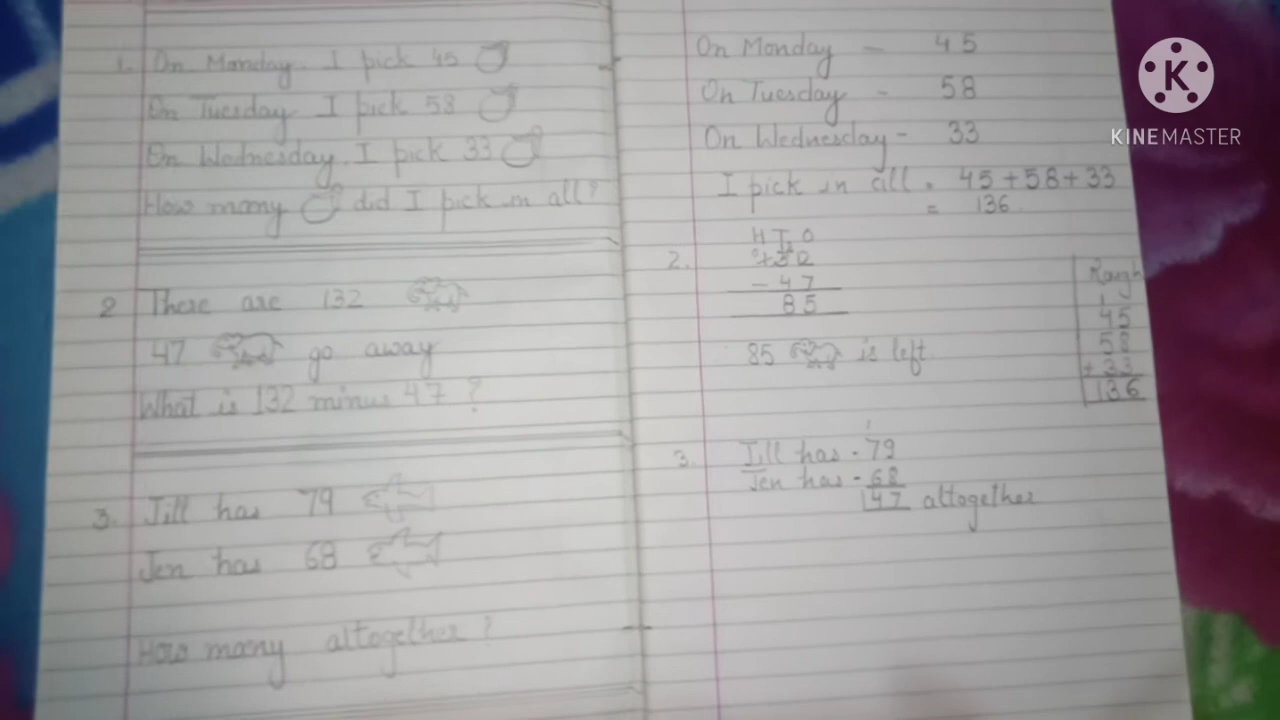 1. On Monday I pick 45
On Tuesday I pick 58
On Wednesday I pick 33
How many did I pick in all?
2 There are 132
47 go away
What is 132 minus 47 ?
3. Jill has 79
Jen has 68
How many altogether ?
On Monday - 45
On Tuesday - 58
On Wednesday - 33
I pick in all = 45+58+33
= 136
2. H T O
- 47
85
85 is left
Rough
1
45
58
+ 33
136
1
3. Jill has - 79
Jen has - 68
147 altogether
K
KINEMASTER